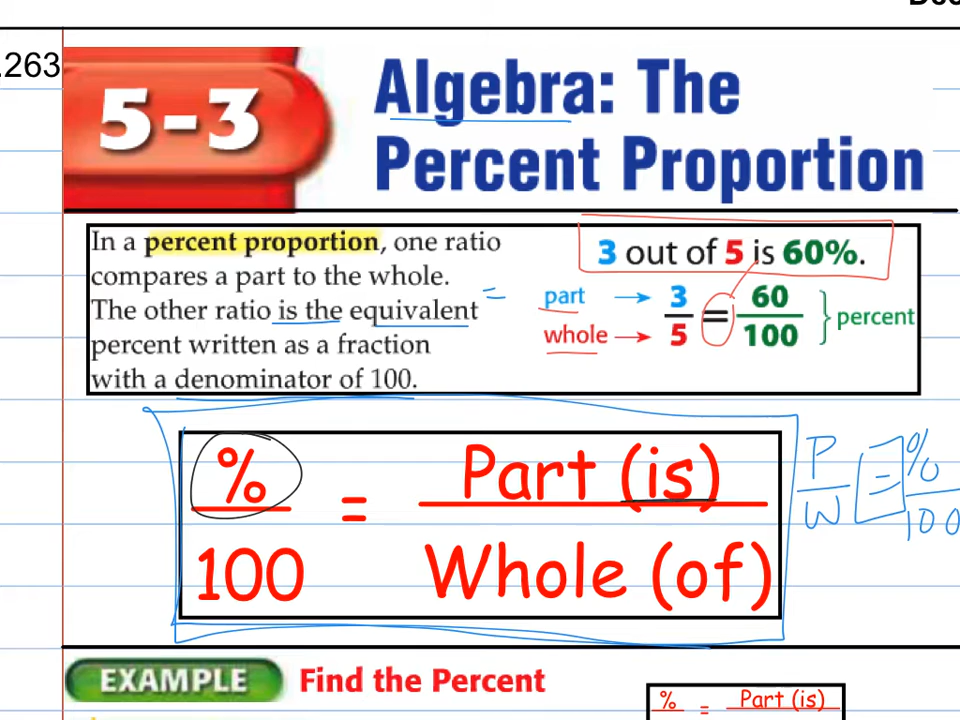 .263
5-3
Algebra: The
Percent Proportion
In a percent proportion, one ratio
compares a part to the whole.
The other ratio is the equivalent =
percent written as a fraction
with a denominator of 100.
3 out of 5 is 60%.
part → 3 = 60 } percent
whole → 5 100
% = Part (is)
100 Whole (of)
P = %
W 100
EXAMPLE Find the Percent
% = Part (is)